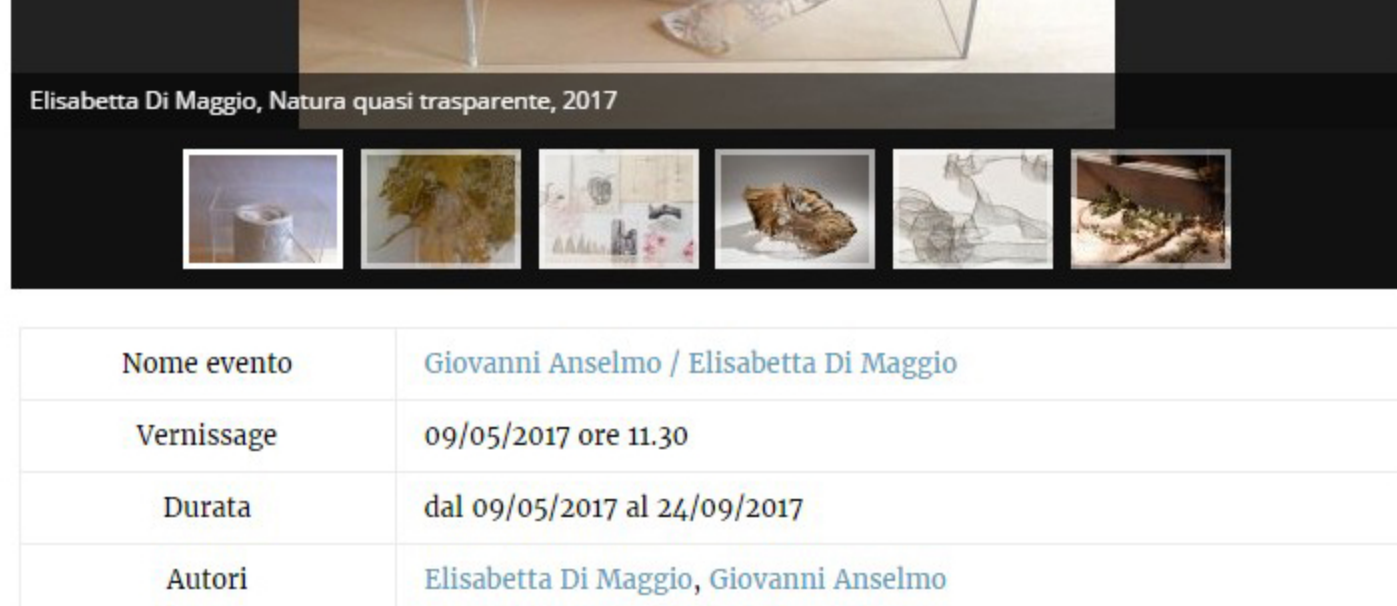 Elisabetta Di Maggio, Natura quasi trasparente, 2017
Nome evento Giovanni Anselmo / Elisabetta Di Maggio
Vernissage 09/05/2017 ore 11.30
Durata dal 09/05/2017 al 24/09/2017
Autori Elisabetta Di Maggio, Giovanni Anselmo